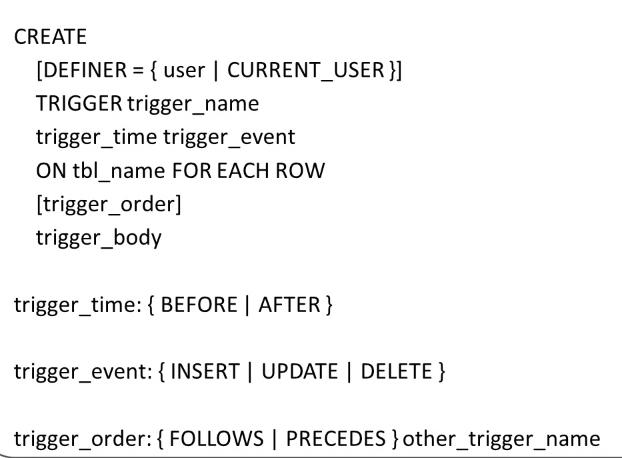 CREATE
[DEFINER = { user | CURRENT_USER }]
TRIGGER trigger_name
trigger_time trigger_event
ON tbl_name FOR EACH ROW
[trigger_order]
trigger_body
trigger_time: { BEFORE | AFTER }
trigger_event: { INSERT | UPDATE | DELETE }
trigger_order: { FOLLOWS | PRECEDES } other_trigger_name